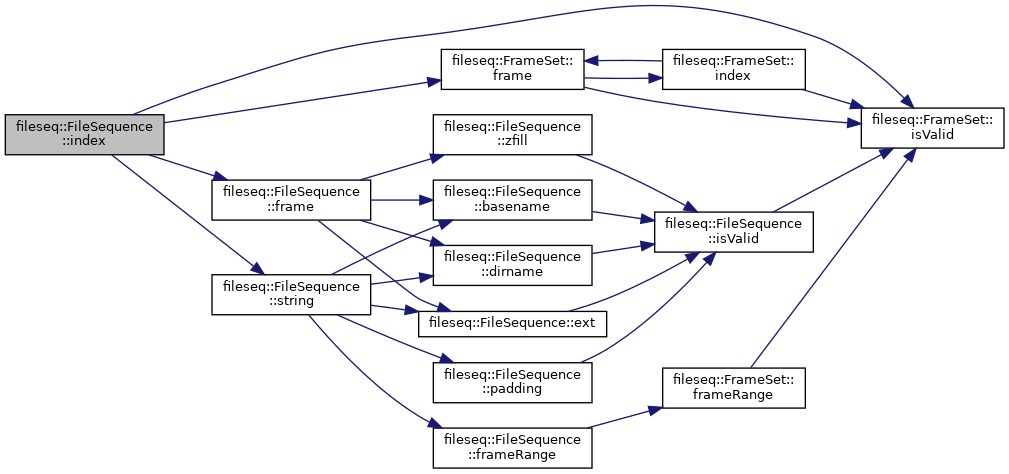 fileseq::FileSequence
::index
fileseq::FileSequence
::frame
fileseq::FileSequence
::string
fileseq::FrameSet::
frame
fileseq::FileSequence
::zfill
fileseq::FileSequence
::basename
fileseq::FileSequence
::dirname
fileseq::FileSequence::ext
fileseq::FileSequence
::padding
fileseq::FileSequence
::frameRange
fileseq::FrameSet::
index
fileseq::FileSequence
::isValid
fileseq::FrameSet::
frameRange
fileseq::FrameSet::
isValid